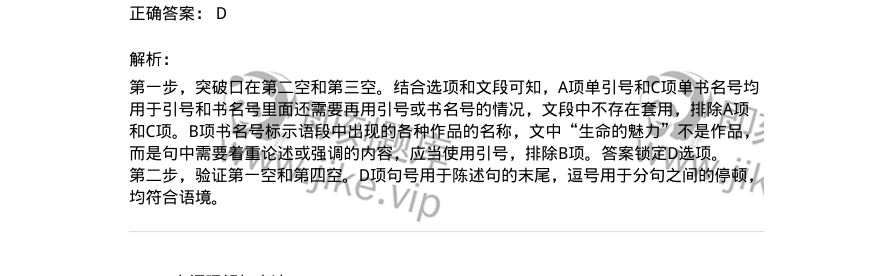 正确答案： D
解析：
第一步，突破口在第二空和第三空。结合选项和文段可知，A项单引号和C项单书名号均
用于引号和书名号里面还需要再用引号或书名号的情况，文段中不存在套用，排除A项
和C项。B项书名号标示语段中出现的各种作品的名称，文中“生命的魅力”不是作品，
而是句中需要着重论述或强调的内容，应当使用引号，排除B项。答案锁定D选项。
第二步，验证第一空和第四空。D项句号用于陈述句的末尾，逗号用于分句之间的停顿，
均符合语境。
即刻题库
www.jike.vip